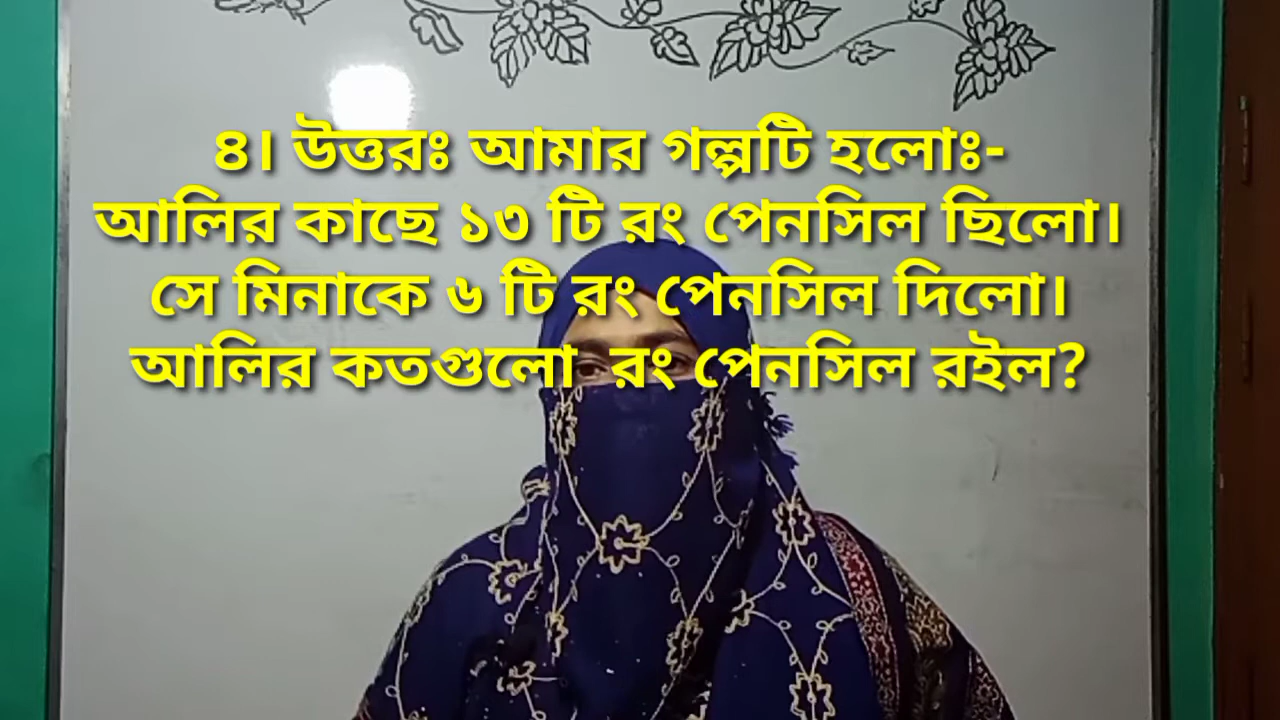 ৪। উত্তরঃ আমার গল্পটি হলোঃ-
আলির কাছে ১৩ টি রং পেনসিল ছিলো।
সে মিনাকে ৬ টি রং পেনসিল দিলো।
আলির কতগুলো রং পেনসিল রইল?